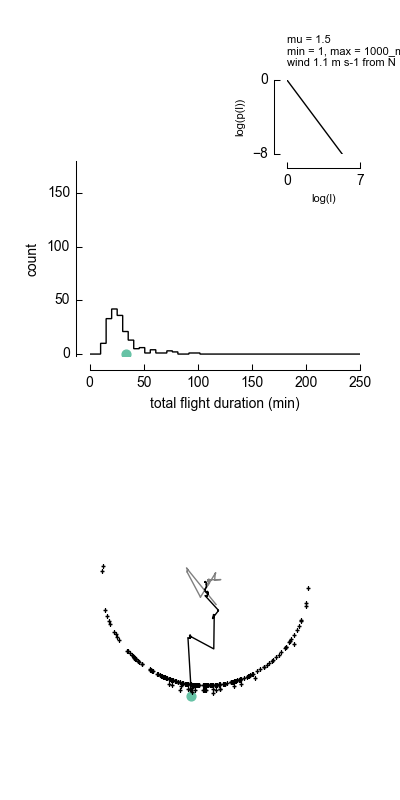 mu = 1.5
min = 1, max = 1000_m
wind 1.1 m s-1 from N
0
log(p(l))
−8
0 7
log(l)
150
count
100
50
0
0 50 100 150 200 250
total flight duration (min)